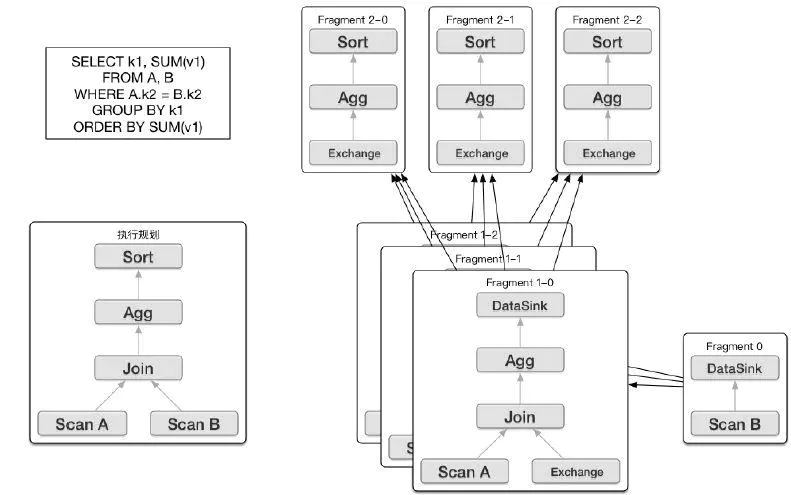 SELECT k1, SUM(v1)
FROM A, B
WHERE A.k2 = B.k2
GROUP BY k1
ORDER BY SUM(v1)
Fragment 2-0
Sort
Agg
Exchange
Fragment 2-1
Sort
Agg
Exchange
Fragment 2-2
Sort
Agg
Exchange
执行规划
Sort
Agg
Join
Scan A
Scan B
Fragment 1-2
Fragment 1-1
Fragment 1-0
DataSink
Agg
Join
Scan A
Exchange
Fragment 0
DataSink
Scan B